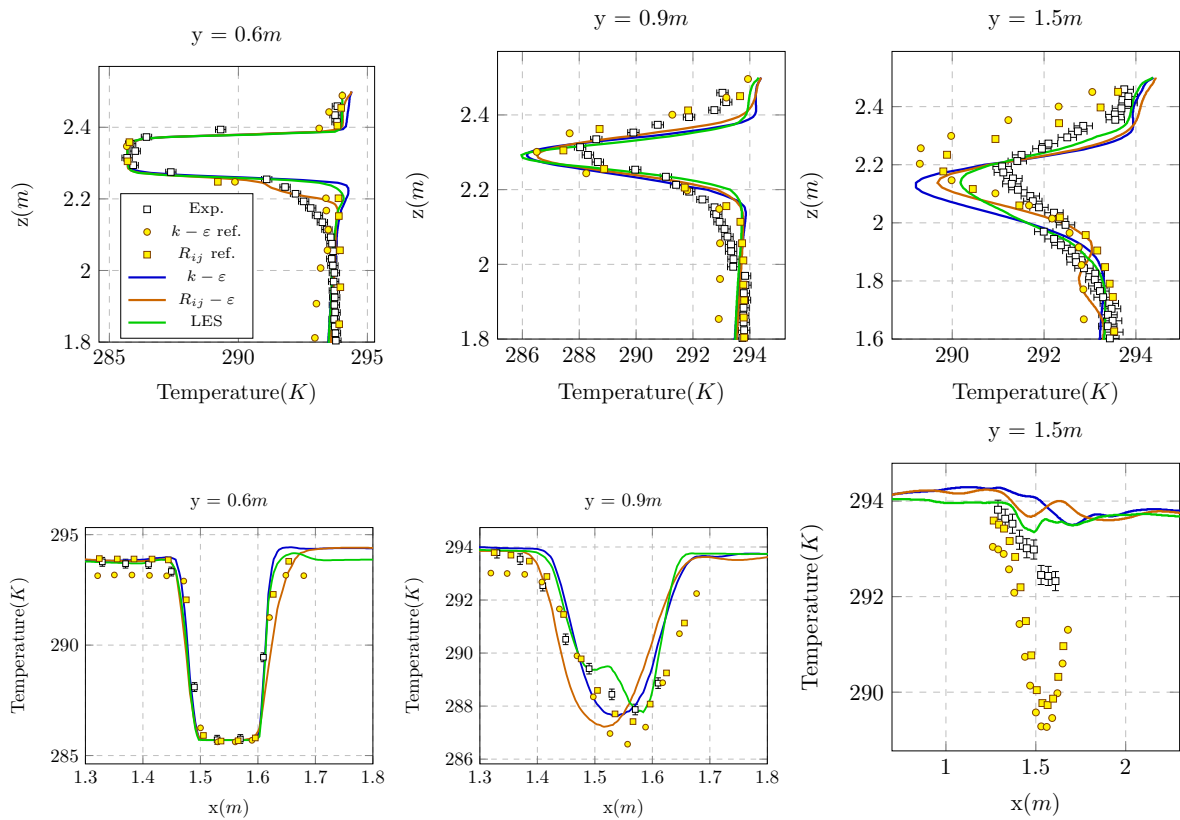 y = 0.6m
y = 0.9m
y = 1.5m
z(m)
2.4
2.2
2
1.8
285
290
295
Temperature(K)
Exp.
k − ε ref.
R_{ij} ref.
k − ε
R_{ij} − ε
LES
z(m)
2.4
2.2
2
1.8
286
288
290
292
294
Temperature(K)
z(m)
2.4
2.2
2
1.8
1.6
290
292
294
Temperature(K)
y = 0.6m
y = 0.9m
y = 1.5m
Temperature(K
295
290
285
1.3
1.4
1.5
1.6
1.7
1.8
x(m)
Temperature(K
294
292
290
288
286
1.3
1.4
1.5
1.6
1.7
1.8
x(m)
Temperature(K)
294
292
290
1
1.5
2
x(m)